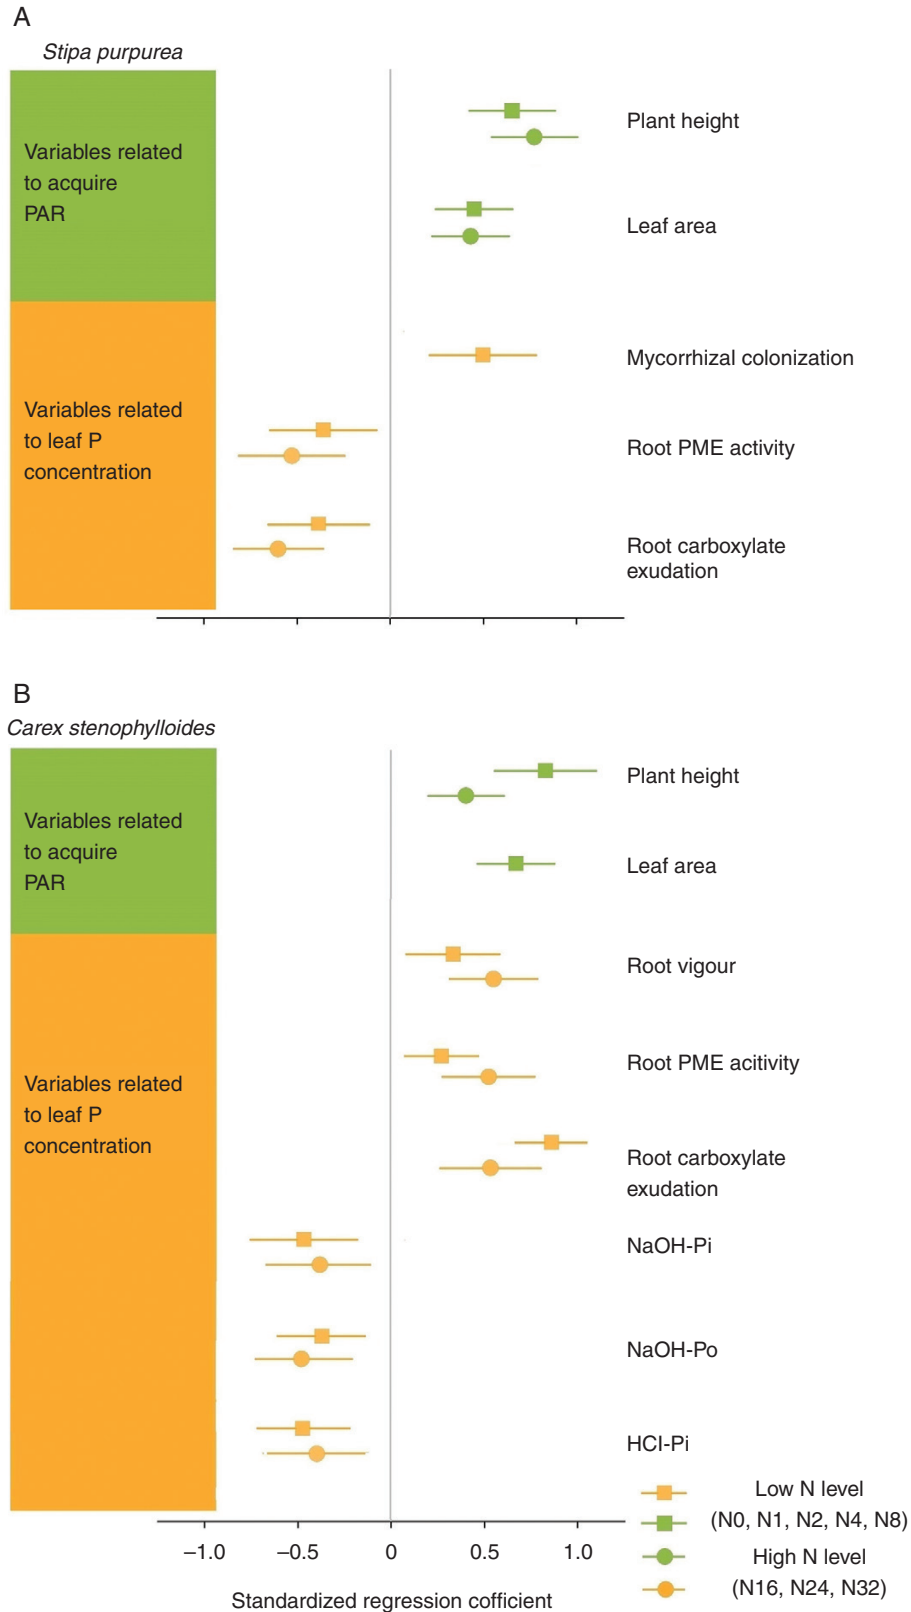 A
Stipa purpurea
Variables related
to acquire
PAR
Plant height
Leaf area
Variables related
to leaf P
concentration
Mycorrhizal colonization
Root PME activity
Root carboxylate
exudation
B
Carex stenophylloides
Variables related
to acquire
PAR
Plant height
Leaf area
Variables related
to leaf P
concentration
Root vigour
Root PME acitivity
Root carboxylate
exudation
NaOH-Pi
NaOH-Po
HCI-Pi
Low N level
(N0, N1, N2, N4, N8)
High N level
(N16, N24, N32)
−1.0 −0.5 0 0.5 1.0
Standardized regression cofficient